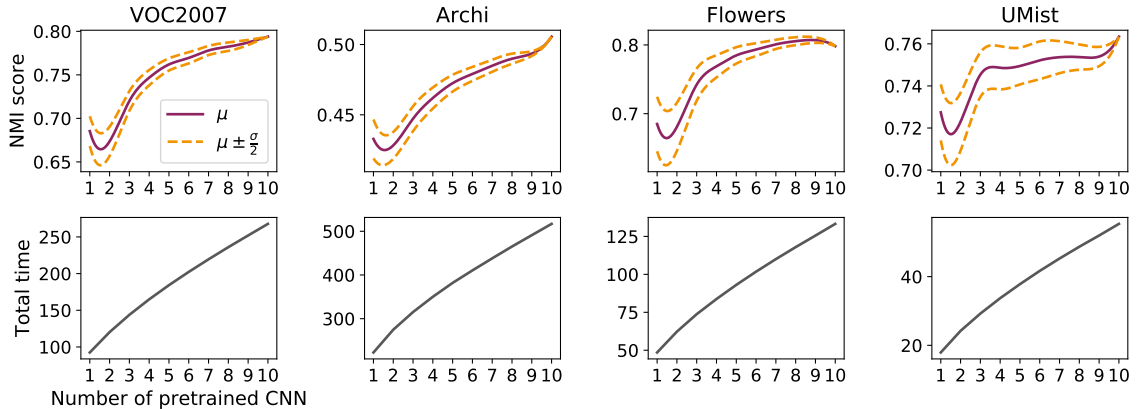 VOC2007 Archi Flowers UMist
NMI score
0.80
0.75
0.70
0.65
μ
μ ± σ/2
1 2 3 4 5 6 7 8 9 10
0.50
0.45
1 2 3 4 5 6 7 8 9 10
0.8
0.7
1 2 3 4 5 6 7 8 9 10
0.76
0.74
0.72
0.70
1 2 3 4 5 6 7 8 9 10
Total time
250
200
150
100
1 2 3 4 5 6 7 8 9 10
500
400
300
1 2 3 4 5 6 7 8 9 10
125
100
75
50
1 2 3 4 5 6 7 8 9 10
40
20
1 2 3 4 5 6 7 8 9 10
Number of pretrained CNN